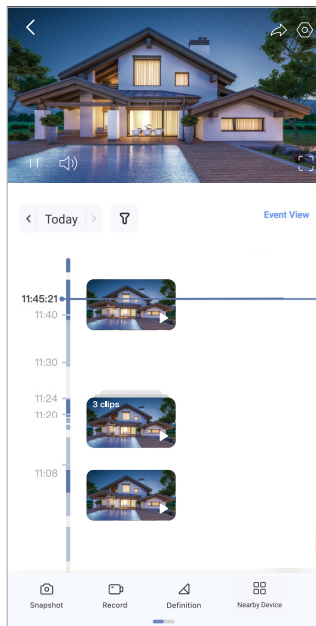 Today
Event View
11:45:21
11:40
11:30
11:24
3 clips
11:20
11:08
Snapshot
Record
Definition
Nearby Device